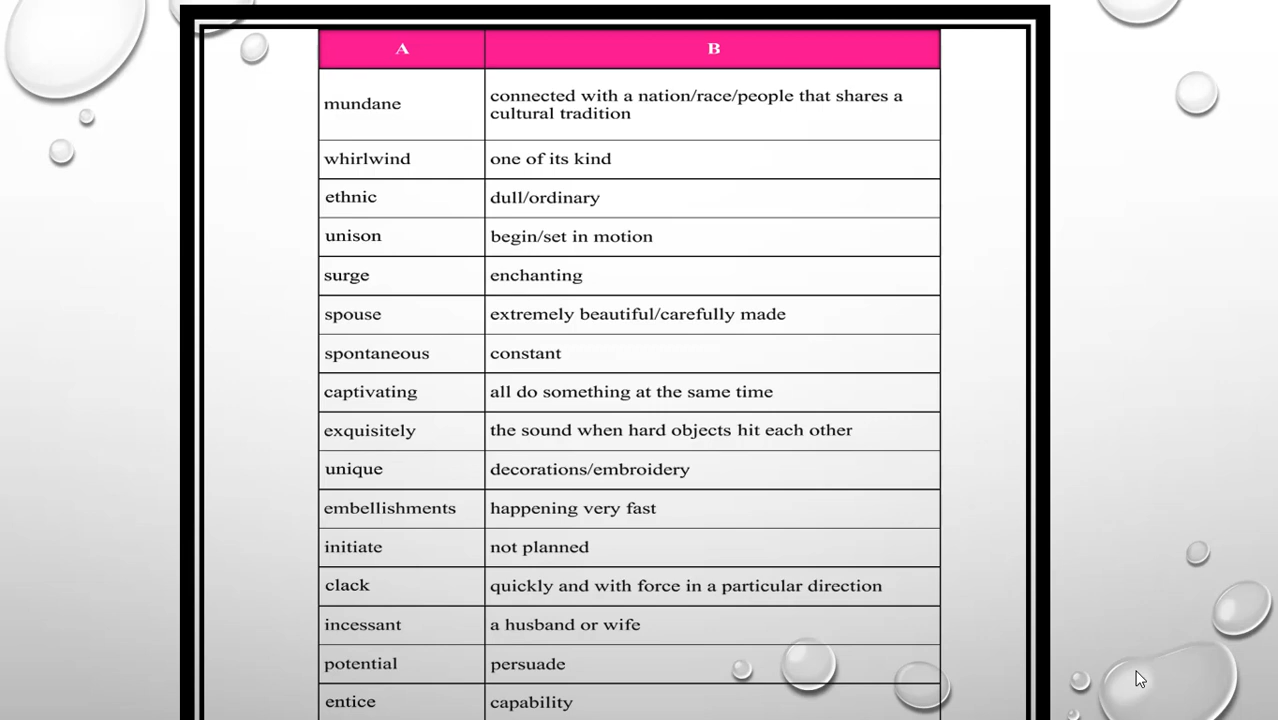 A B
mundane connected with a nation/race/people that shares a
cultural tradition
whirlwind one of its kind
ethnic dull/ordinary
unison begin/set in motion
surge enchanting
spouse extremely beautiful/carefully made
spontaneous constant
captivating all do something at the same time
exquisitely the sound when hard objects hit each other
unique decorations/embroidery
embellishments happening very fast
initiate not planned
clack quickly and with force in a particular direction
incessant a husband or wife
potential persuade
entice capability